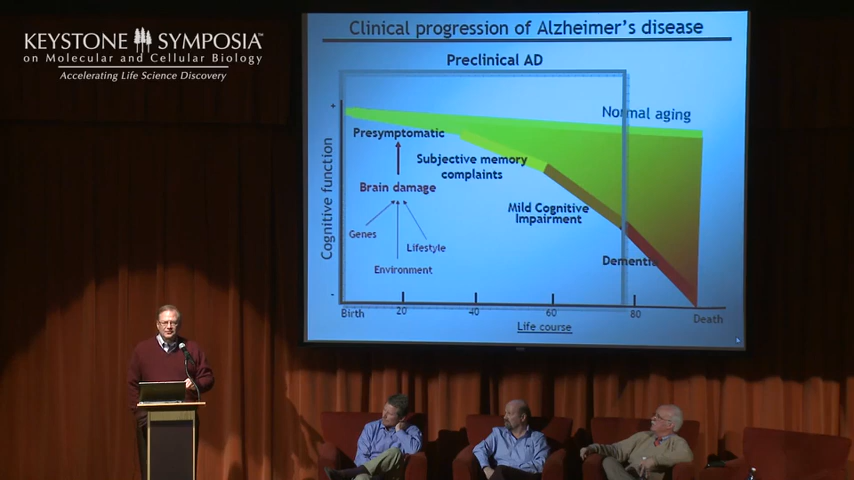 KEYSTONE SYMPOSIA™
on Molecular and Cellular Biology
Accelerating Life Science Discovery
Clinical progression of Alzheimer's disease
Preclinical AD
+
Normal aging
Presymptomatic
Subjective memory
complaints
Brain damage
Mild Cognitive
Impairment
Genes
Lifestyle
Environment
Dementia
Cognitive function
-
Birth
20
40
60
80
Death
Life course